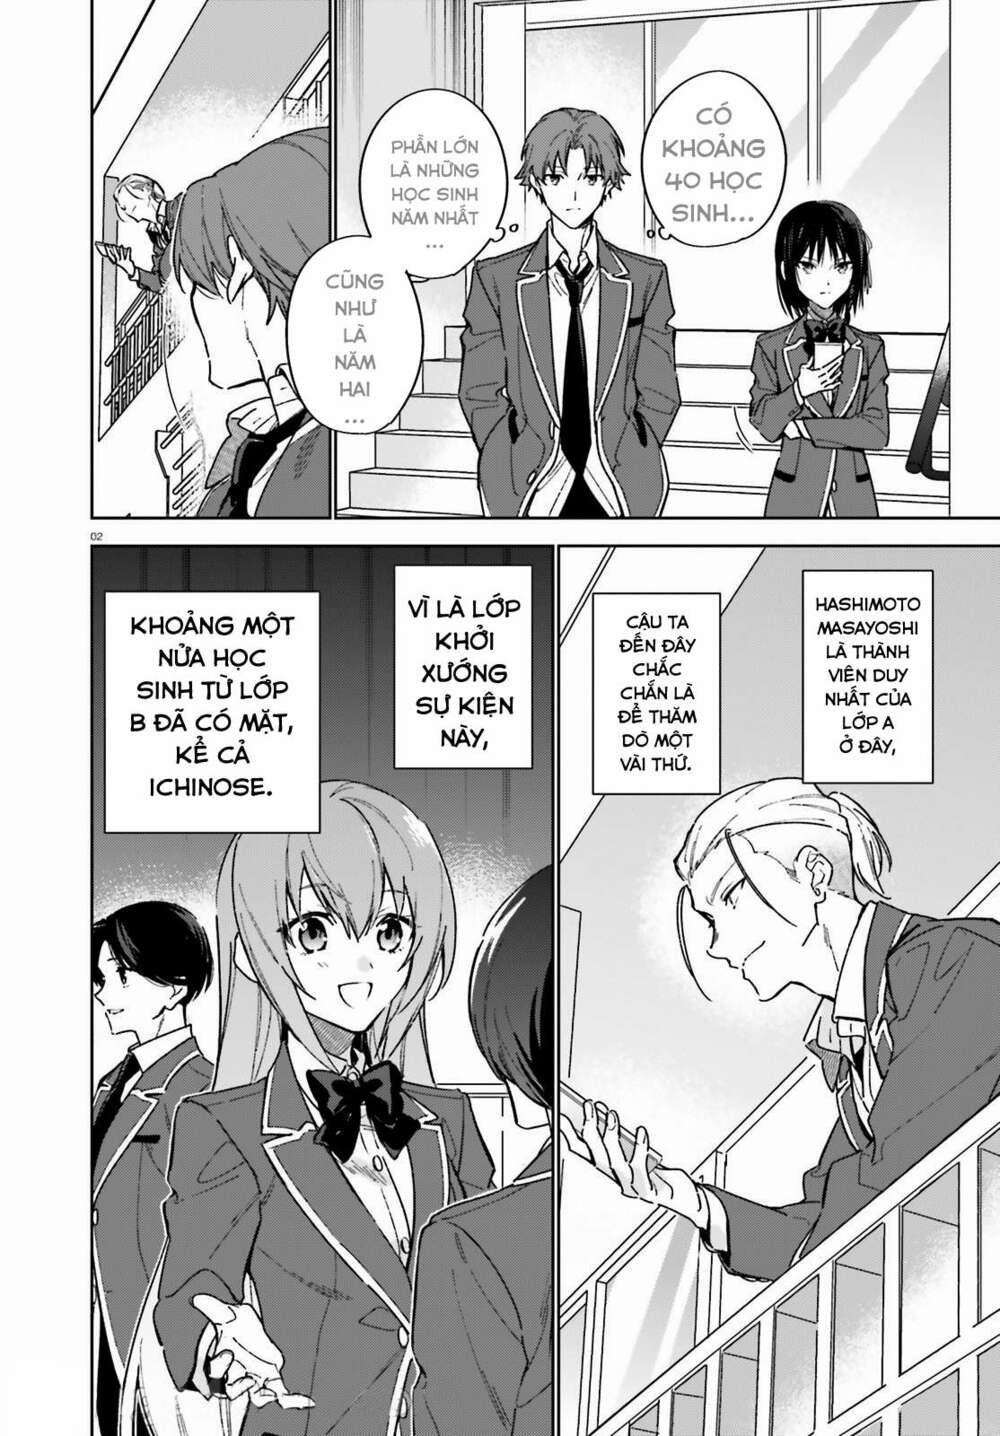 CÓ
KHOẢNG
40 HỌC
SINH...
PHẦN LỚN
LÀ NHỮNG
HỌC SINH
NĂM NHẤT
...
CŨNG
NHƯ
LÀ
NĂM
HAI
...
02
HASHIMOTO
MASAYOSHI
LÀ THÀNH
VIÊN DUY
NHẤT CỦA
LỚP A
Ở ĐÂY,
CẬU TA
ĐẾN ĐÂY
CHẮC
CHẮN LÀ
ĐỂ THĂM
DÒ MỘT
VÀI THỨ.
VÌ LÀ LỚP
KHỞI
XƯỚNG
SỰ KIỆN
NÀY,
KHOẢNG MỘT
NỬA HỌC
SINH TỪ LỚP
B ĐÃ CÓ MẶT,
KỂ CẢ
ICHINOSE.